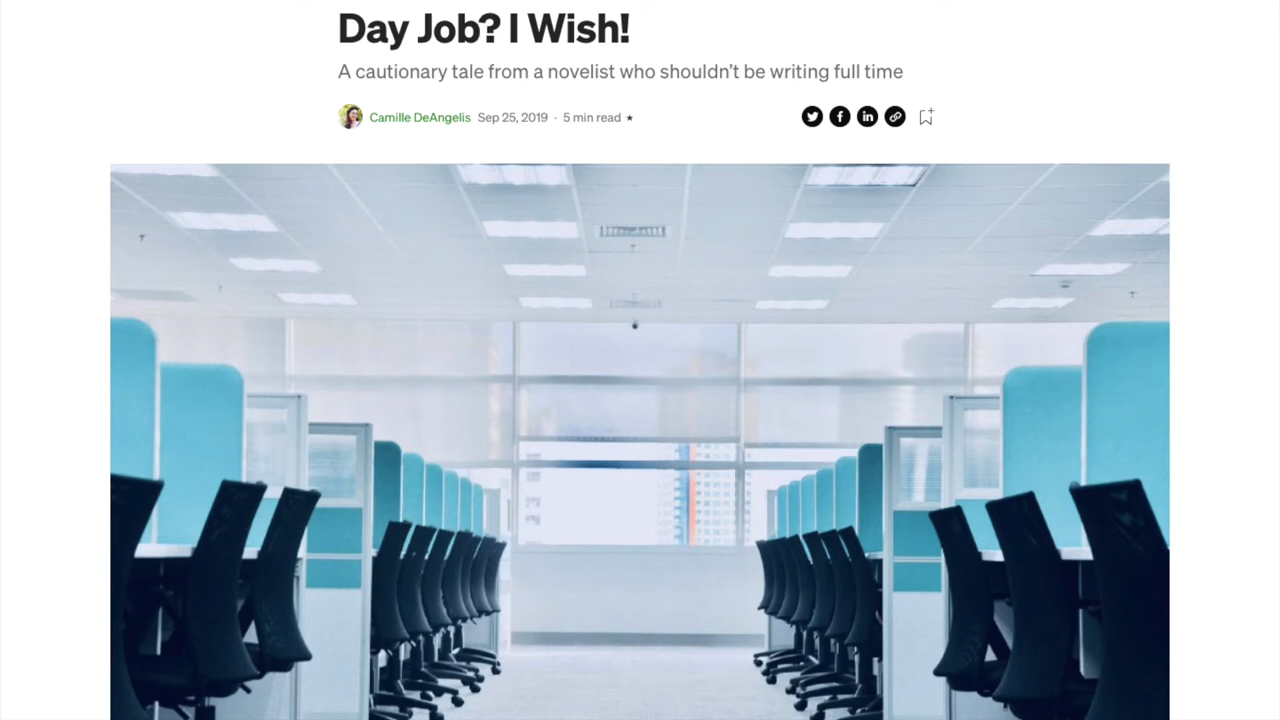 Day Job? I Wish!
A cautionary tale from a novelist who shouldn’t be writing full time
Camille DeAngelis Sep 25, 2019 · 5 min read ★